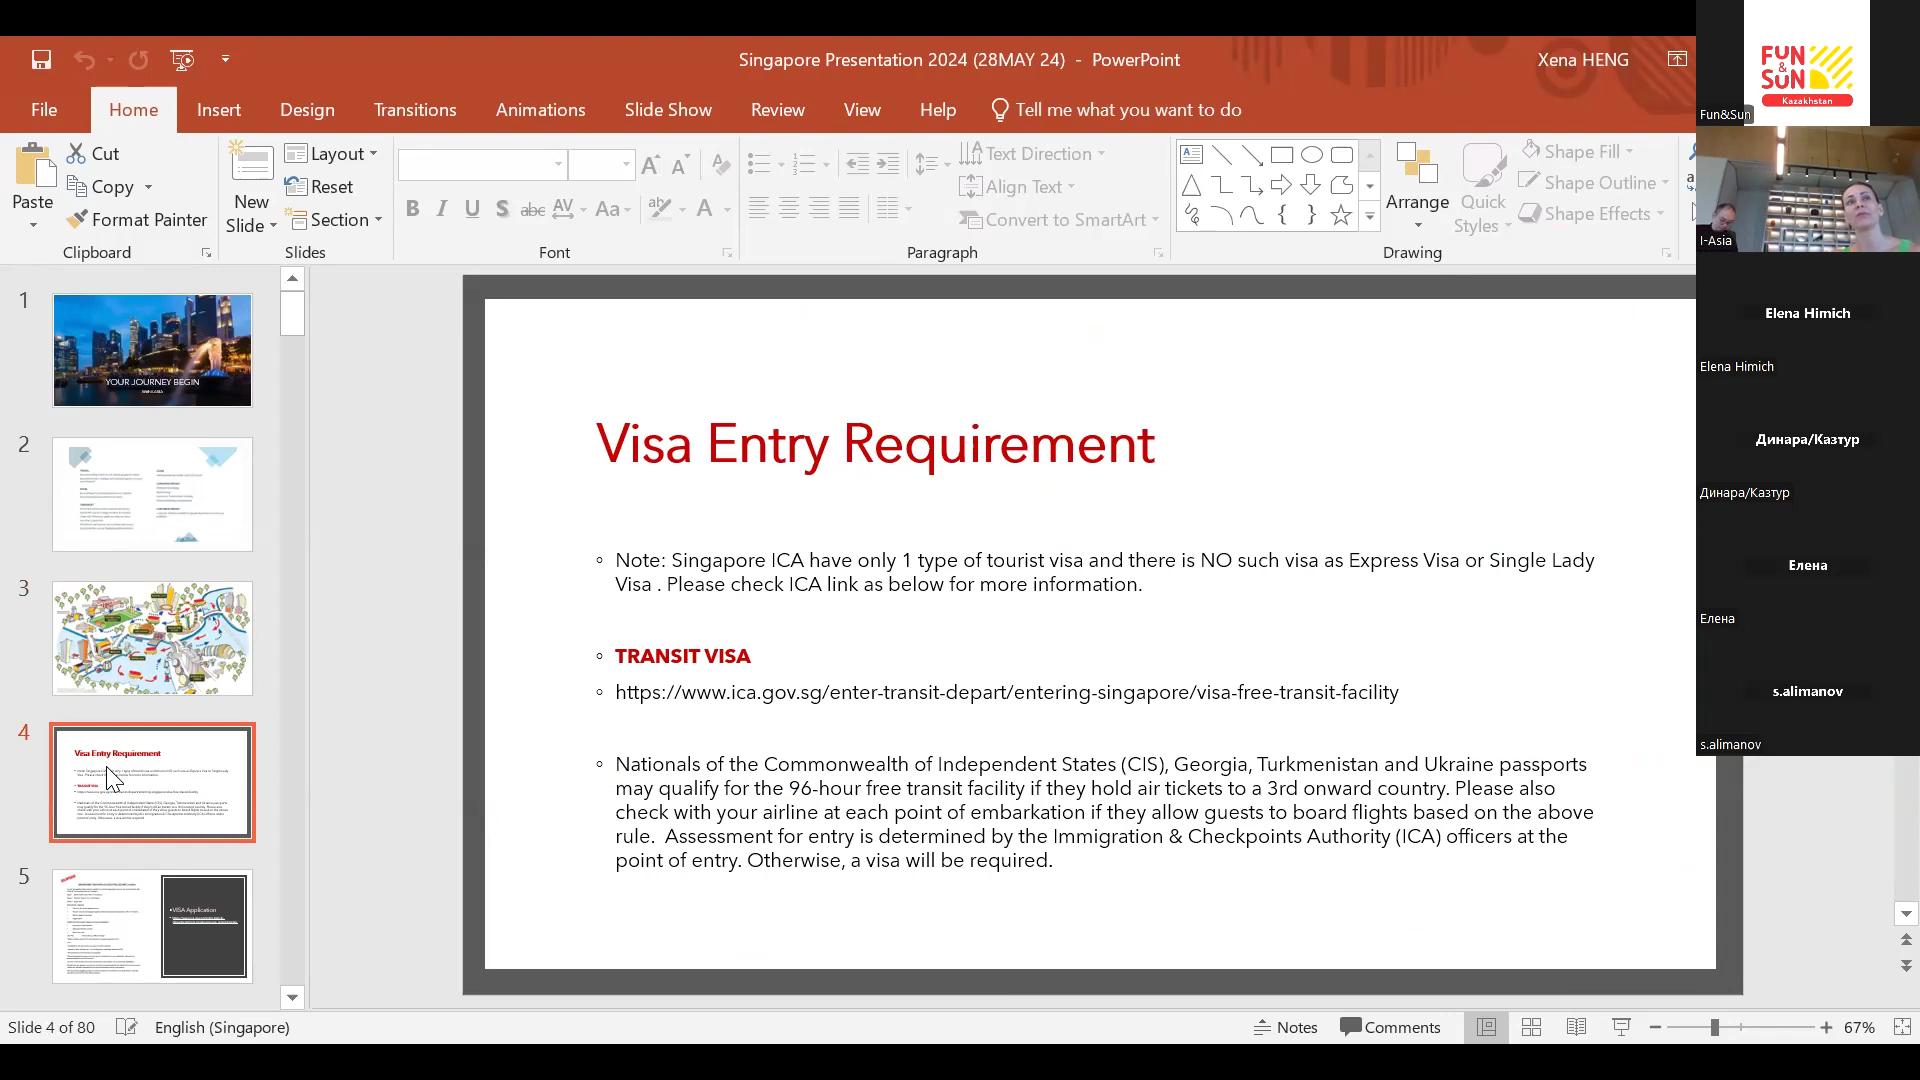 Singapore Presentation 2024 (28MAY 24) - PowerPoint
Xena HENG
File Home Insert Design Transitions Animations Slide Show Review View Help Tell me what you want to do
Paste
Cut
Copy
Format Painter
Clipboard
New
Slide
Layout
Reset
Section
Slides
B I U S abc AV Aa A
Font
Text Direction
Align Text
Convert to SmartArt
Paragraph
Arrange
Quick
Styles
Shape Fill
Shape Outline
Shape Effects
Drawing
1
YOUR JOURNEY BEGIN
2
3
4
Visa Entry Requirement
5
VISA Application
Visa Entry Requirement
Note: Singapore ICA have only 1 type of tourist visa and there is NO such visa as Express Visa or Single Lady
Visa . Please check ICA link as below for more information.
TRANSIT VISA
https://www.ica.gov.sg/enter-transit-depart/entering-singapore/visa-free-transit-facility
Nationals of the Commonwealth of Independent States (CIS), Georgia, Turkmenistan and Ukraine passports
may qualify for the 96-hour free transit facility if they hold air tickets to a 3rd onward country. Please also
check with your airline at each point of embarkation if they allow guests to board flights based on the above
rule. Assessment for entry is determined by the Immigration & Checkpoints Authority (ICA) officers at the
point of entry. Otherwise, a visa will be required.
FUN
&
SUN
Kazakhstan
Fun&Sun
I-Asia
Elena Himich
Elena Himich
Динара/Казтур
Динара/Казтур
Елена
Елена
s.alimanov
s.alimanov
Slide 4 of 80 English (Singapore) Notes Comments 67%